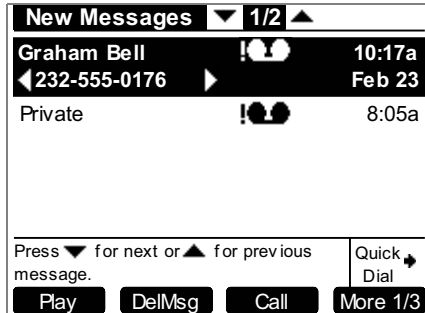 New Messages ▼ 1/2 ▲
Graham Bell ! 10:17a
◀232-555-0176 ▶ Feb 23
Private ! 8:05a
Press ▼ for next or ▲ for previous
message.
Quick
Dial
Play DelMsg Call More 1/3